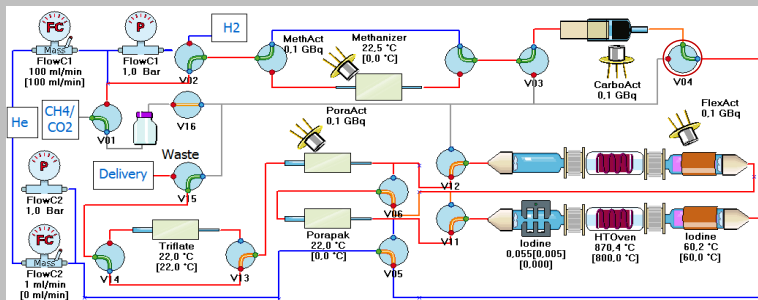 FC
Mass
FlowC1
100 ml/min
[100 ml/min]
P
FlowC1
1,0 Bar
H2
V02
MethAct
0,1 GBq
Methanizer
22,5 °C
[0,0 °C]
V03
CarboAct
0,1 GBq
V04
He
CH4/
CO2
V01
V16
PoraAct
0,1 GBq
FlexAct
0,1 GBq
Waste
Delivery
V15
V12
P
FlowC2
1,0 Bar
V06
V11
FC
Mass
FlowC2
1 ml/min
[0 ml/min]
V14
Triflate
22,0 °C
[22,0 °C]
V13
Porapak
22,0 °C
[0,0 °C]
V05
Iodine
0,055[0,005]
[0,000]
HTOven
870,4 °C
[800,0 °C]
Iodine
60,2 °C
[60,0 °C]